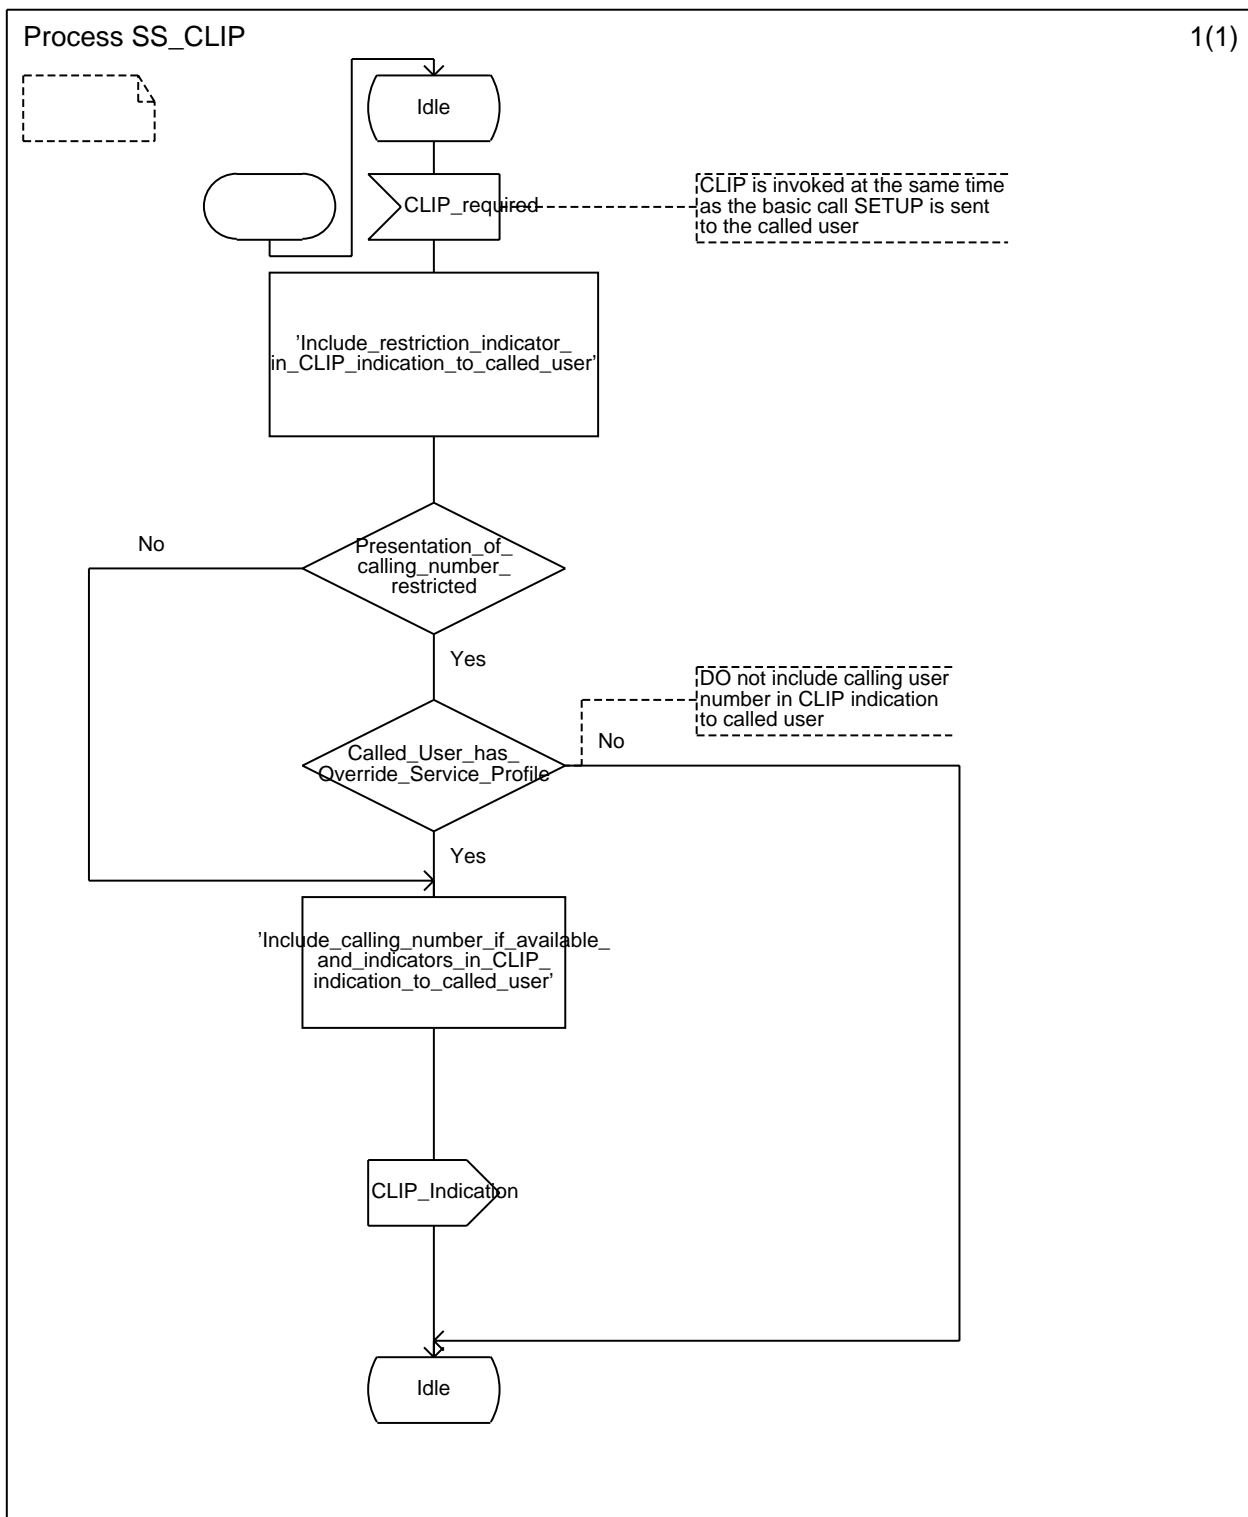 Process SS_CLIP
1(1)
Idle
CLIP_required
CLIP is invoked at the same time
as the basic call SETUP is sent
to the called user
’Include_restriction_indicator_
in_CLIP_indication_to_called_user’
No
Presentation_of_
calling_number_
restricted
Yes
DO not include calling user
number in CLIP indication
to called user
No
Called_User_has_
Override_Service_Profile
Yes
’Include_calling_number_if_available_
and_indicators_in_CLIP_
indication_to_called_user’
CLIP_Indication
Idle